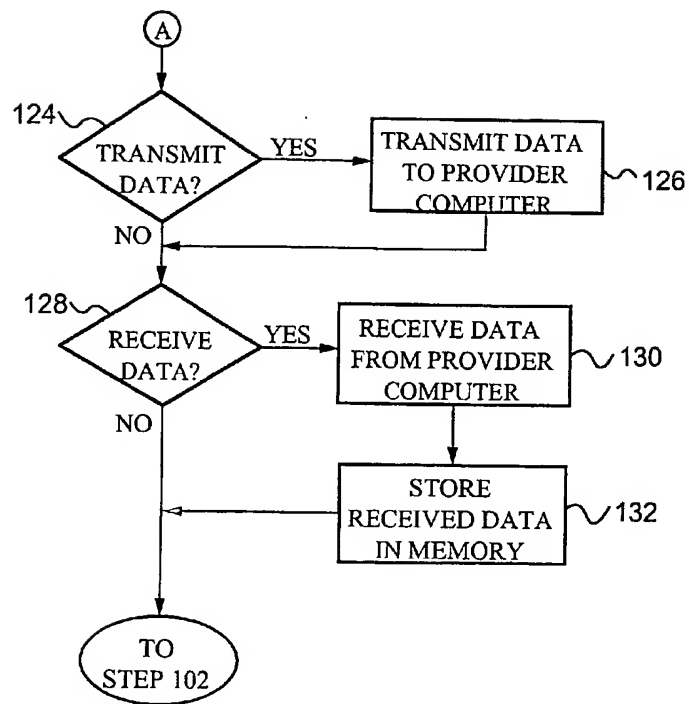 A
124
TRANSMIT
DATA?
YES
TRANSMIT DATA
TO PROVIDER
COMPUTER
126
NO
128
RECEIVE
DATA?
YES
RECEIVE DATA
FROM PROVIDER
COMPUTER
130
NO
STORE
RECEIVED DATA
IN MEMORY
132
TO
STEP 102